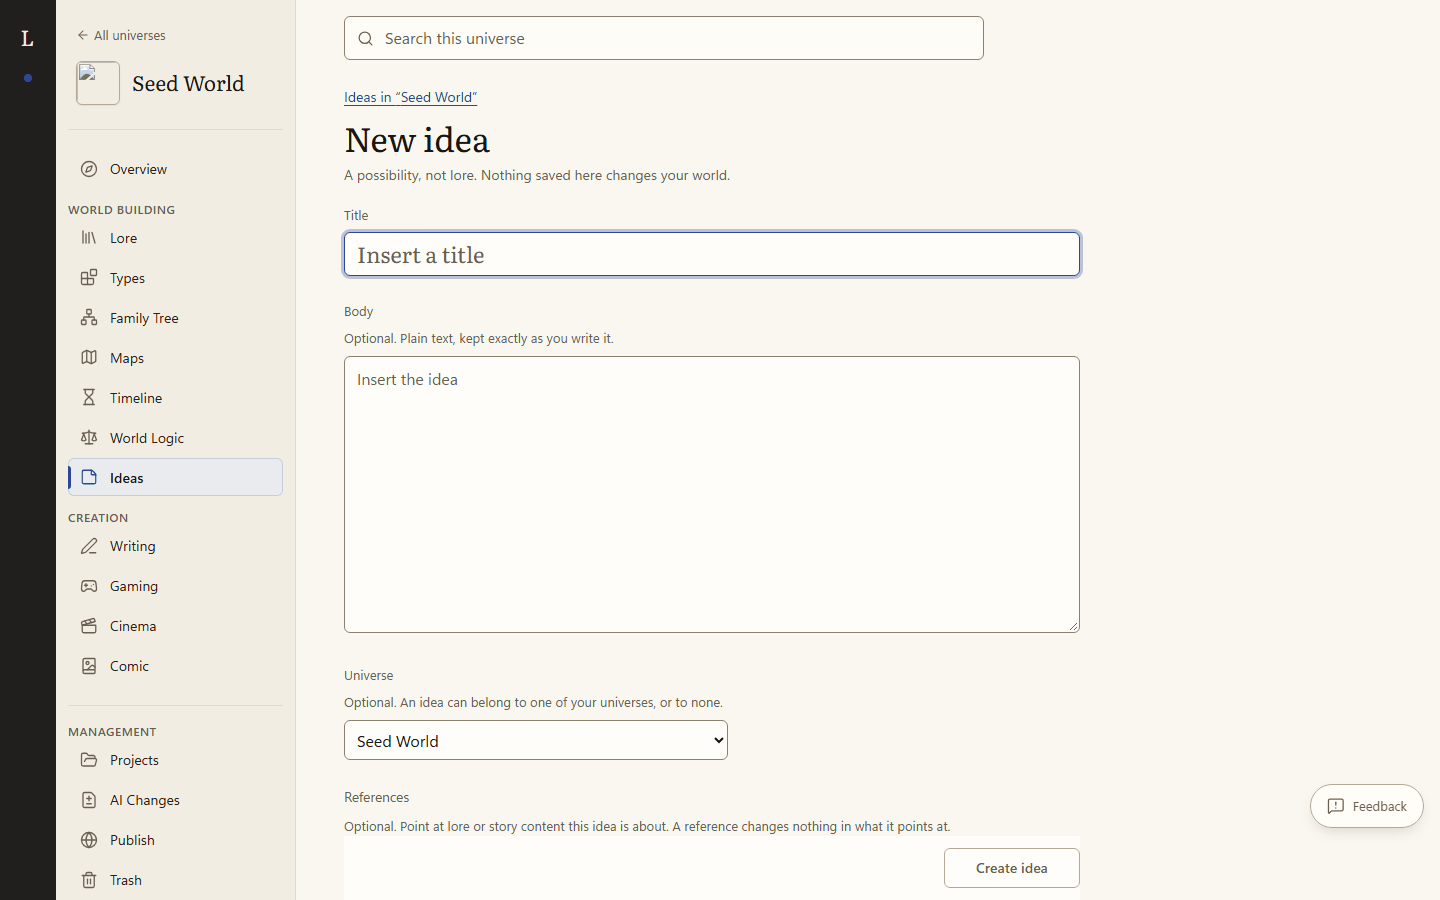 L
All universes
Seed World
Overview
WORLD BUILDING
Lore
Types
Family Tree
Maps
Timeline
World Logic
Ideas
CREATION
Writing
Gaming
Cinema
Comic
MANAGEMENT
Projects
AI Changes
Publish
Trash
Search this universe
Ideas in “Seed World”
New idea
A possibility, not lore. Nothing saved here changes your world.
Title
Insert a title
Body
Optional. Plain text, kept exactly as you write it.
Insert the idea
Universe
Optional. An idea can belong to one of your universes, or to none.
Seed World
References
Optional. Point at lore or story content this idea is about. A reference changes nothing in what it points at.
Create idea
Feedback